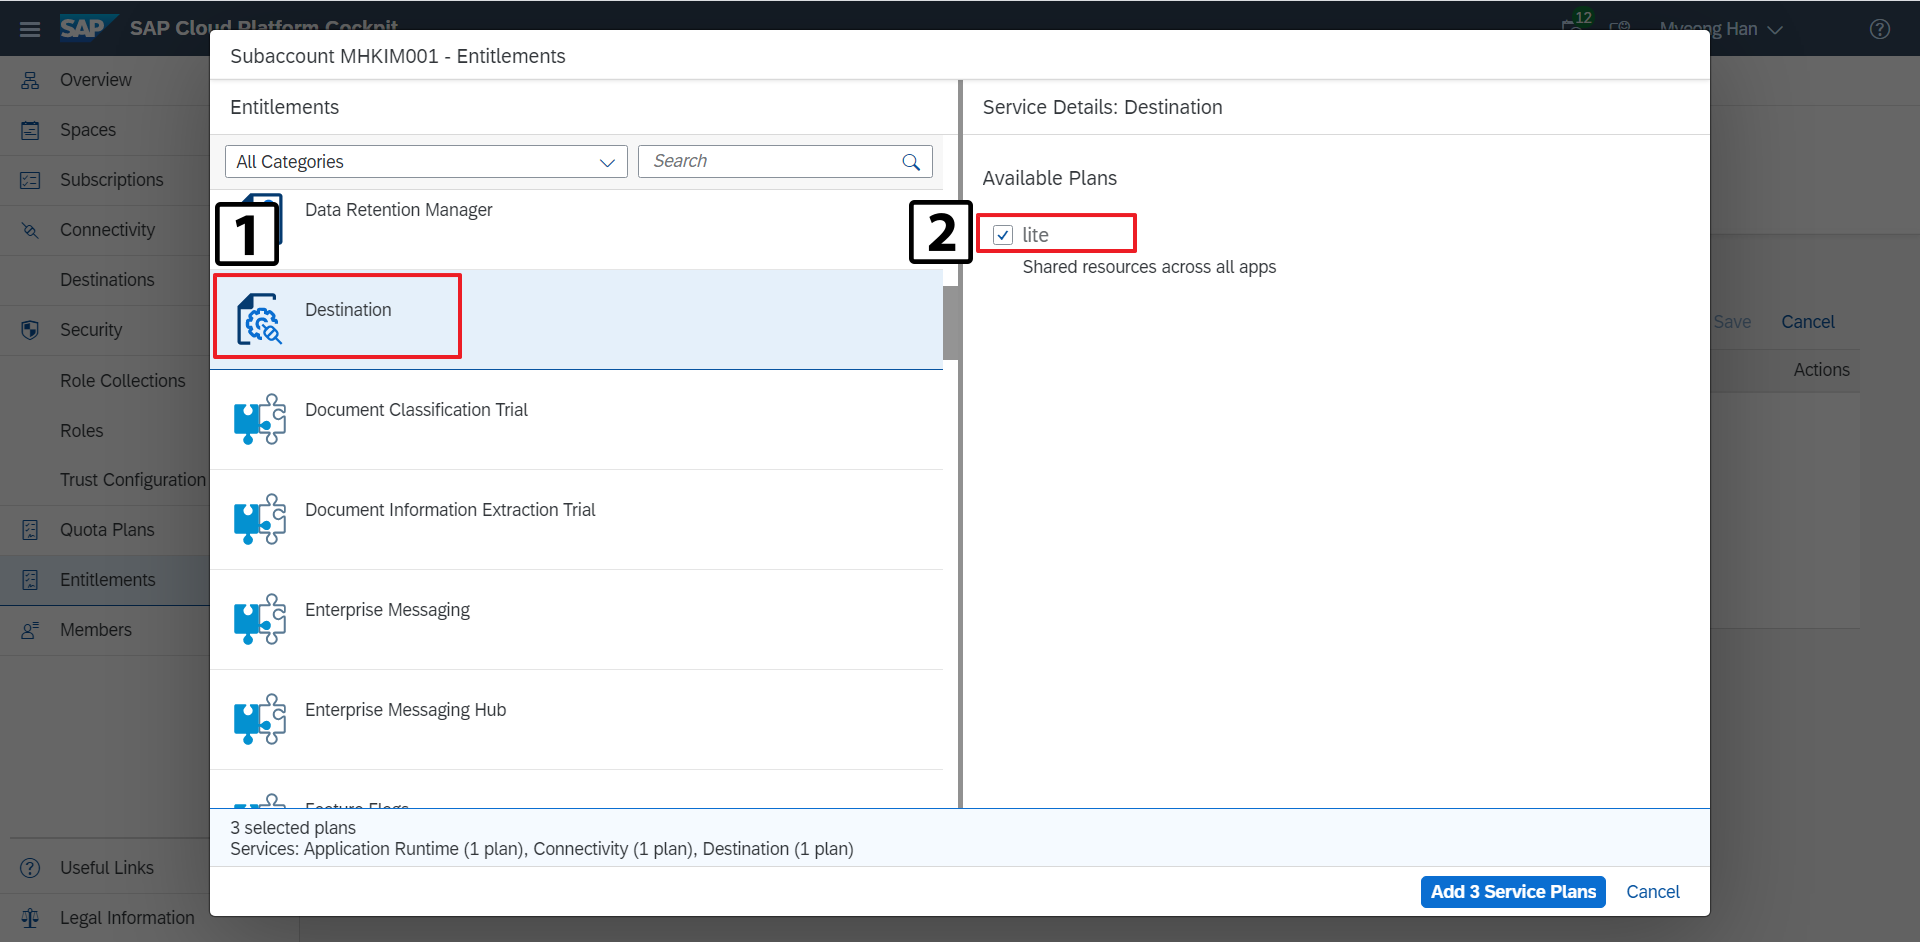 SAP
SAP Cloud Platform Cockpit
12
Myoong Han
Subaccount MHKIM001 - Entitlements
Overview
Spaces
Subscriptions
Connectivity
Destinations
Security
Role Collections
Roles
Trust Configuration
Quota Plans
Entitlements
Members
Useful Links
Legal Information
Entitlements
All Categories
Search
Data Retention Manager
1
Destination
Document Classification Trial
Document Information Extraction Trial
Enterprise Messaging
Enterprise Messaging Hub
Feature Flags
Service Details: Destination
Available Plans
2
lite
Shared resources across all apps
Save
Cancel
Actions
3 selected plans
Services: Application Runtime (1 plan), Connectivity (1 plan), Destination (1 plan)
Add 3 Service Plans
Cancel